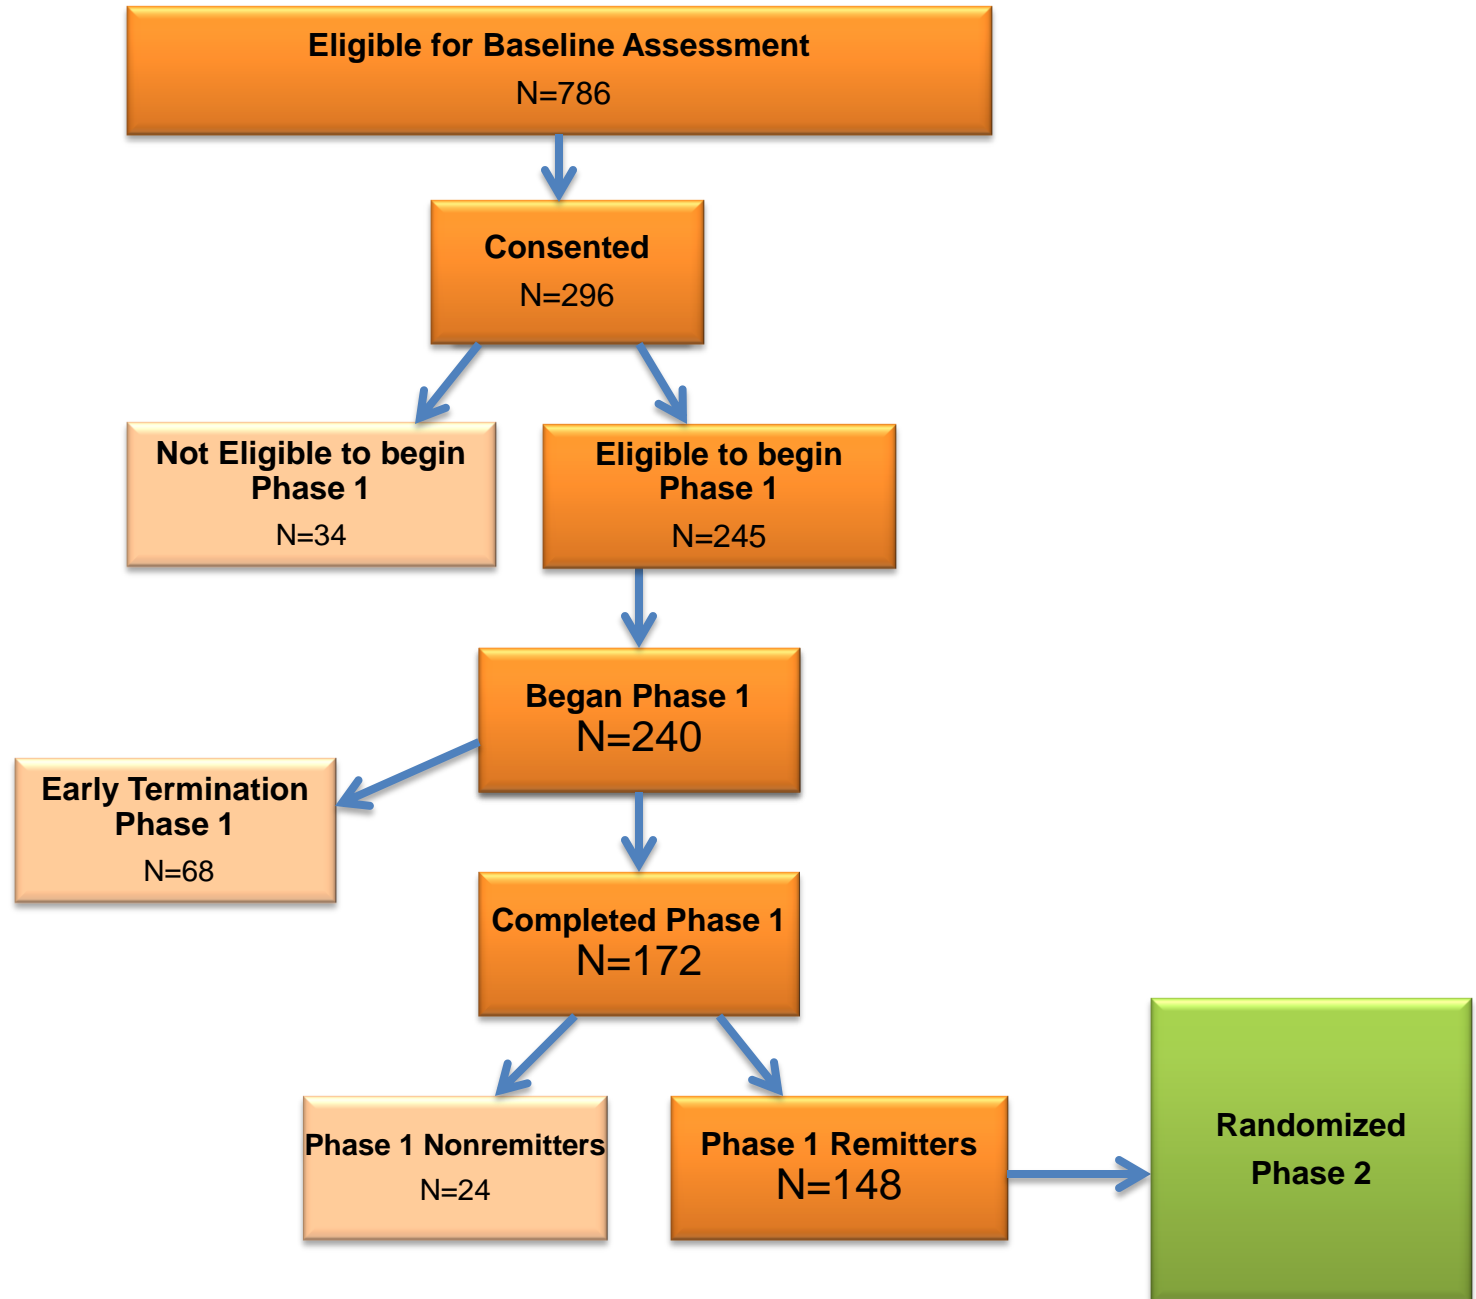 Eligible for Baseline Assessment
N=786
Consented
N=296
Not Eligible to begin
Phase 1
N=34
Eligible to begin
Phase 1
N=245
Began Phase 1
N=240
Early Termination
Phase 1
N=68
Completed Phase 1
N=172
Phase 1 Nonremitters
N=24
Phase 1 Remitters
N=148
Randomized
Phase 2